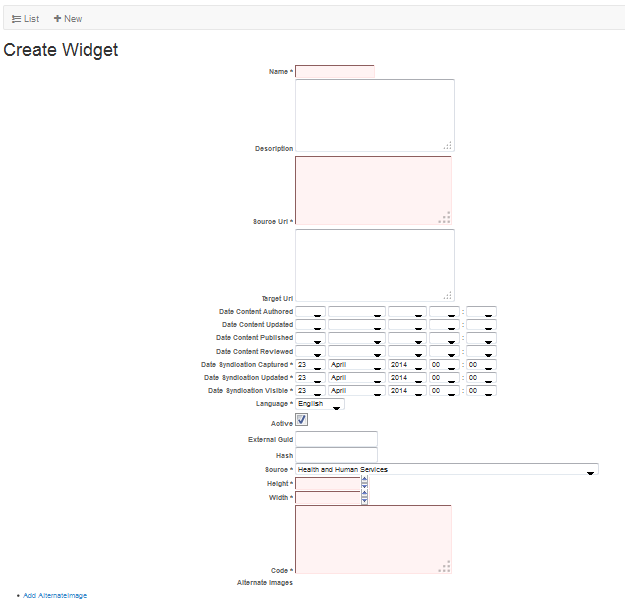 List New
Create Widget
Name *
Description
Source Url *
Target Url
Date Content Authored :
Date Content Updated :
Date Content Published :
Date Content Reviewed :
Date Syndication Captured * 23 April 2014 00 : 00
Date Syndication Updated * 23 April 2014 00 : 00
Date Syndication Visible * 23 April 2014 00 : 00
Language * English
Active
External Guid
Hash
Source * Health and Human Services
Height *
Width *
Code *
Alternate Images
• Add AlternateImage